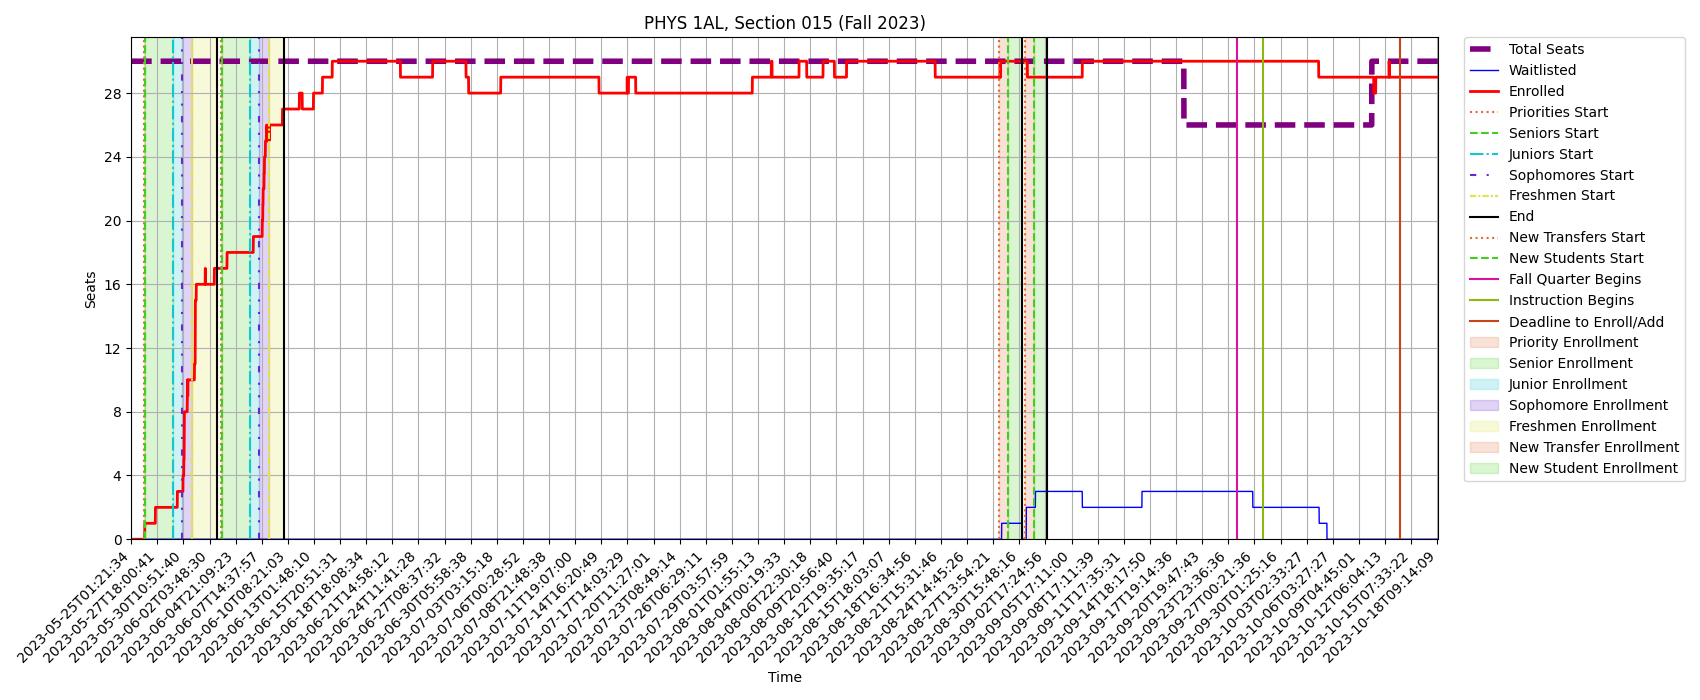 PHYS 1AL, Section 015 (Fall 2023)
Seats
28
24
20
16
12
8
4
0
2023-05-25T01:21:34
2023-05-27T18:00:41
2023-05-30T10:51:40
2023-06-02T03:48:30
2023-06-04T21:09:23
2023-06-07T14:37:57
2023-06-10T08:21:03
2023-06-13T01:48:10
2023-06-15T20:51:31
2023-06-18T18:08:34
2023-06-21T14:58:12
2023-06-24T11:41:28
2023-06-27T08:37:32
2023-06-30T05:58:38
2023-07-03T03:15:18
2023-07-06T00:28:52
2023-07-08T21:48:38
2023-07-11T19:07:00
2023-07-14T16:20:49
2023-07-17T14:03:29
2023-07-20T11:27:01
2023-07-23T08:49:14
2023-07-26T06:29:11
2023-07-29T03:57:59
2023-08-01T01:55:13
2023-08-04T00:19:33
2023-08-06T22:30:18
2023-08-09T20:56:40
2023-08-12T19:35:17
2023-08-15T18:03:07
2023-08-18T16:34:56
2023-08-21T15:31:46
2023-08-24T14:45:26
2023-08-27T13:54:21
2023-08-30T15:48:16
2023-09-02T17:24:56
2023-09-05T17:11:00
2023-09-08T17:11:39
2023-09-11T17:35:31
2023-09-14T18:17:50
2023-09-17T19:14:36
2023-09-20T19:47:43
2023-09-23T23:36:36
2023-09-27T00:21:36
2023-09-30T01:25:16
2023-10-03T02:33:27
2023-10-06T03:27:27
2023-10-09T04:45:01
2023-10-12T06:04:13
2023-10-15T07:33:22
2023-10-18T09:14:09
Time
Total Seats
Waitlisted
Enrolled
Priorities Start
Seniors Start
Juniors Start
Sophomores Start
Freshmen Start
End
New Transfers Start
New Students Start
Fall Quarter Begins
Instruction Begins
Deadline to Enroll/Add
Priority Enrollment
Senior Enrollment
Junior Enrollment
Sophomore Enrollment
Freshmen Enrollment
New Transfer Enrollment
New Student Enrollment